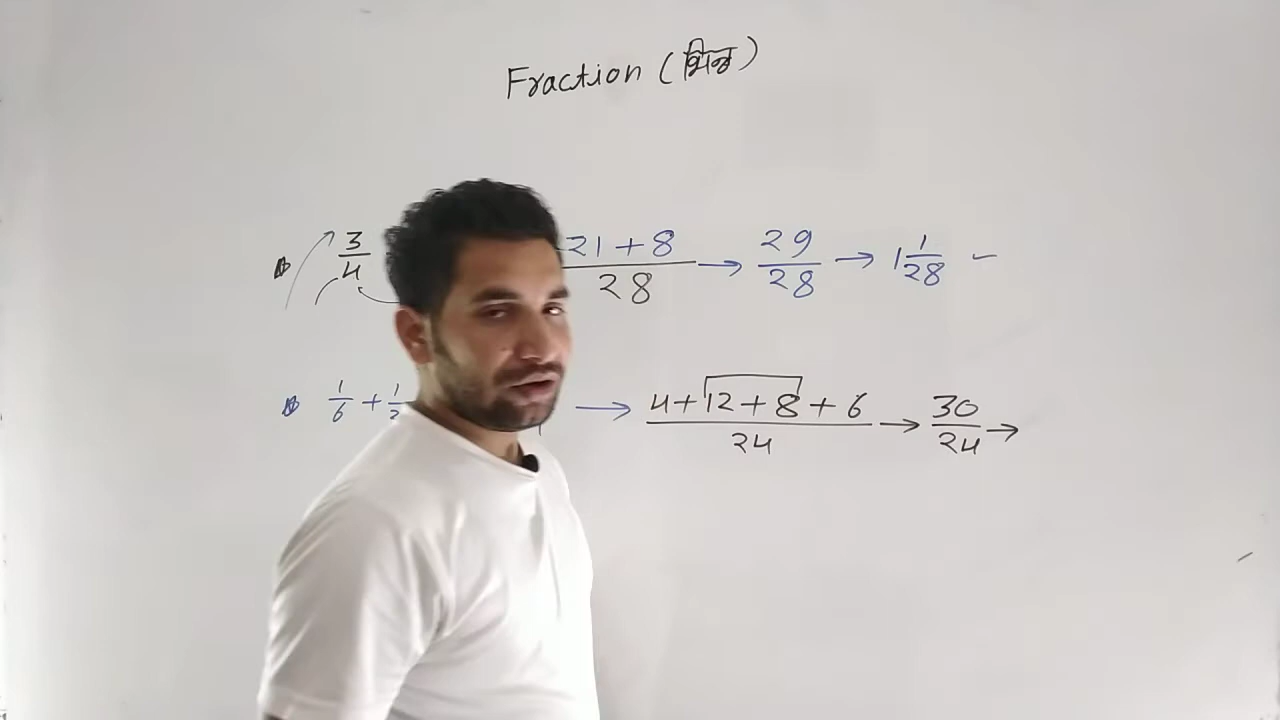 Fraction (भिन्न)
3/4 21+8/28 → 29/28 → 1 1/28
1/6 + 1/2 → 4+12+8+6/24 → 30/24 →